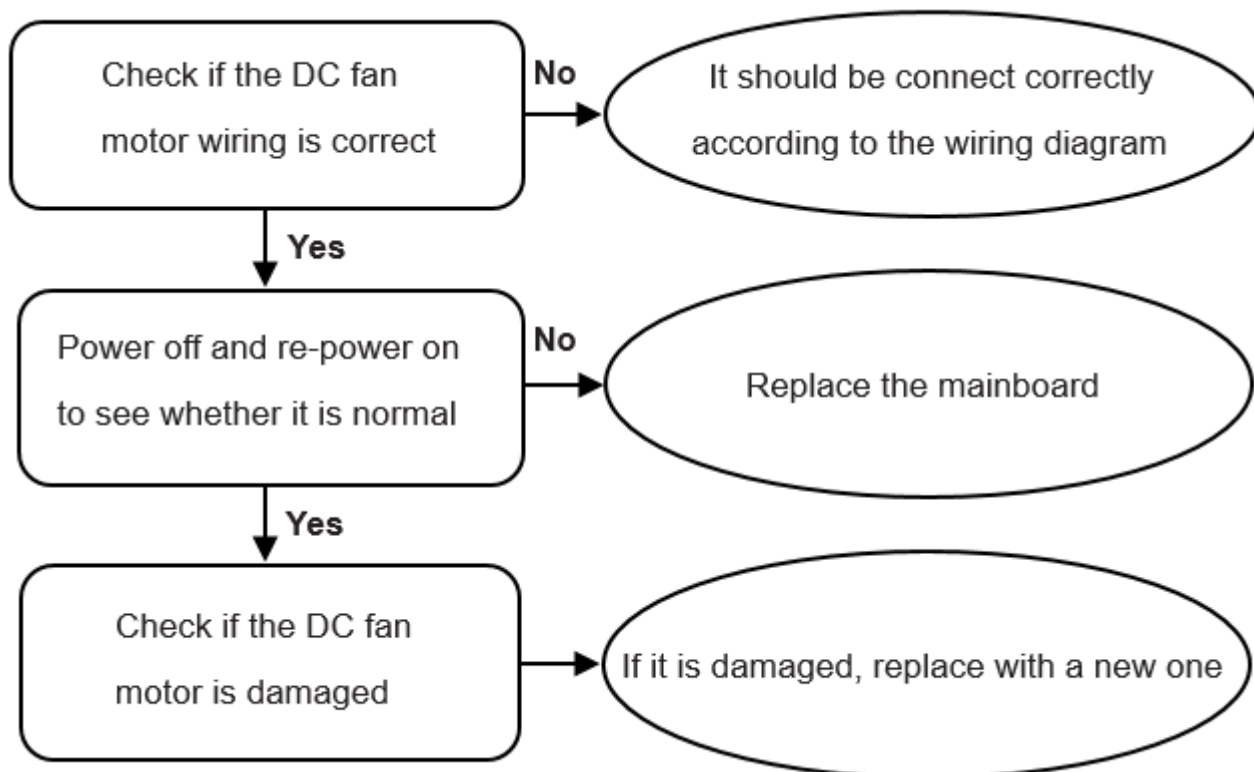 Check if the DC fan
motor wiring is correct
No
It should be connect correctly
according to the wiring diagram
Yes
Power off and re-power on
to see whether it is normal
No
Replace the mainboard
Yes
Check if the DC fan
motor is damaged
If it is damaged, replace with a new one